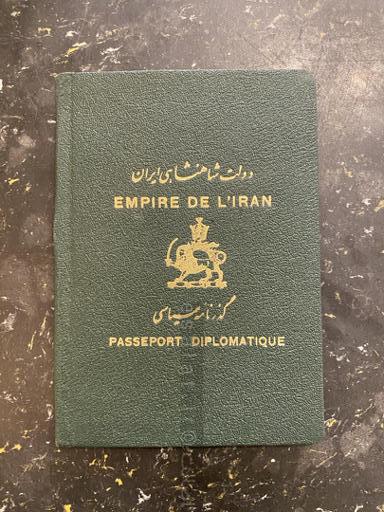 دولت شاهنشاهی ایران
EMPIRE DE L'IRAN
گذرنامه سیاسی
PASSEPORT DIPLOMATIQUE